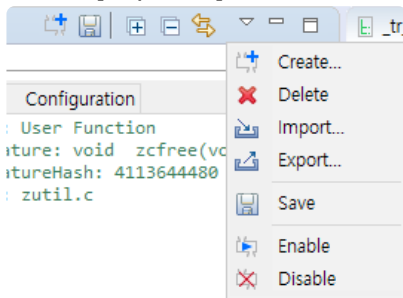 _tr
Create...
Configuration
Delete
: User Function
Import...
ature: void zcfree(vo
atureHash: 4113644480
Export...
: zutil.c
Save
Enable
Disable